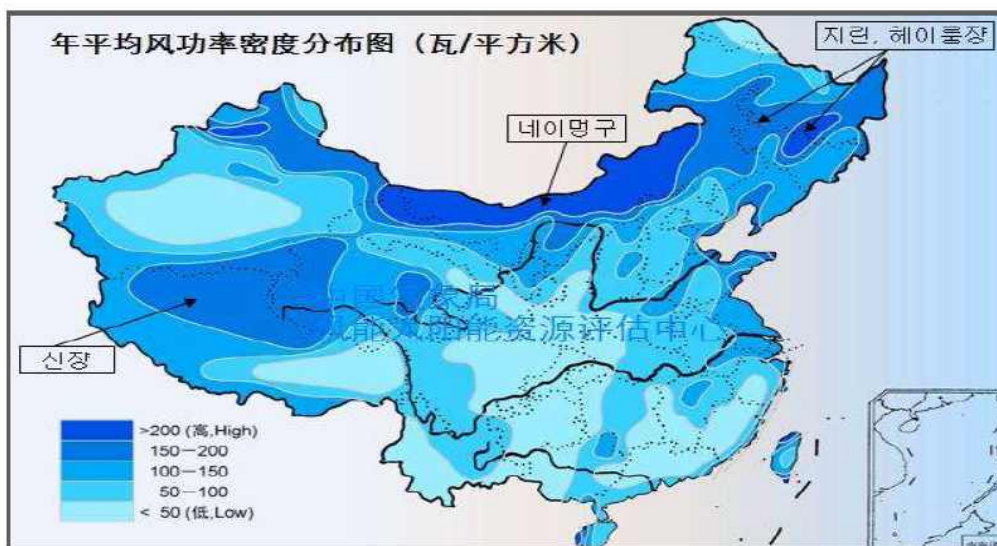 年平均风功率密度分布图 (瓦/平方米)
지린, 헤이룽쟝
네이멍구
신쟝
风能太阳能资源评估中心
>200 (高,High)
150-200
100-150
50-100
< 50 (低,Low)